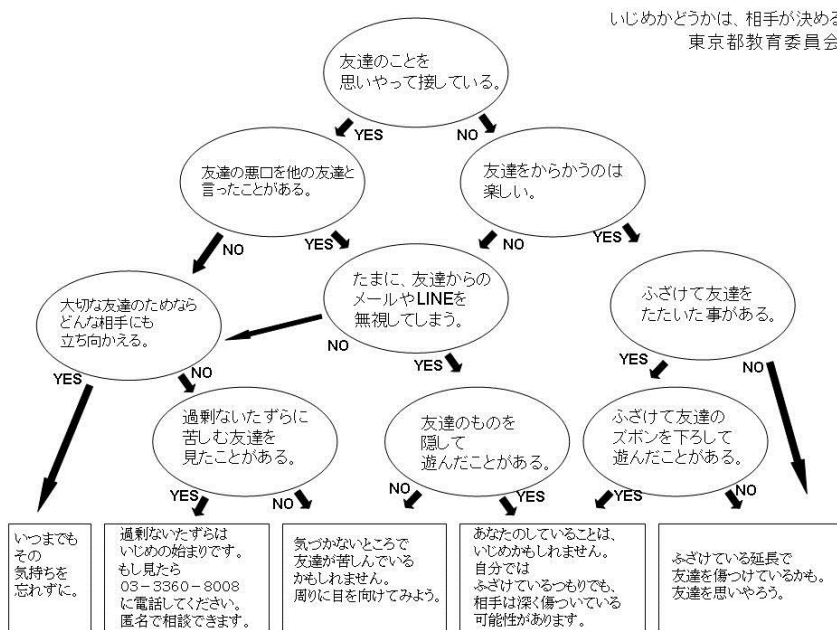 いじめかどうかは、相手が決める
東京都教育委員会
友達のことを
思いやって接している。
YES
NO
友達の悪口を他の友達と
言ったことがある。
友達をからかうのは
楽しい。
NO
YES
NO
YES
大切な友達のためなら
どんな相手にも
立ち向かえる。
たまに、友達からの
メールやLINEを
無視してしまう。
ふざけて友達を
たたいた事がある。
NO
YES
YES
NO
YES
NO
過剰ないたずらに
苦しむ友達を
見たことがある。
友達のものを
隠して
遊んだことがある。
ふざけて友達の
ズボンを下ろして
遊んだことがある。
YES
NO
NO
YES
YES
NO
いつまでも
その
気持ちを
忘れずに。
過剰ないたずらは
いじめの始まりです。
もし見たら
03-3360-8008
に電話してください。
匿名で相談できます。
気づかないところで
友達が苦しんでいる
かもしれません。
周りに目を向けてみよう。
あなたのしていることは、
いじめかもしれません。
自分では
ふざけているつもりでも、
相手は深く傷ついている
可能性があります。
ふざけている延長で
友達を傷つけているかも。
友達を思いやろう。